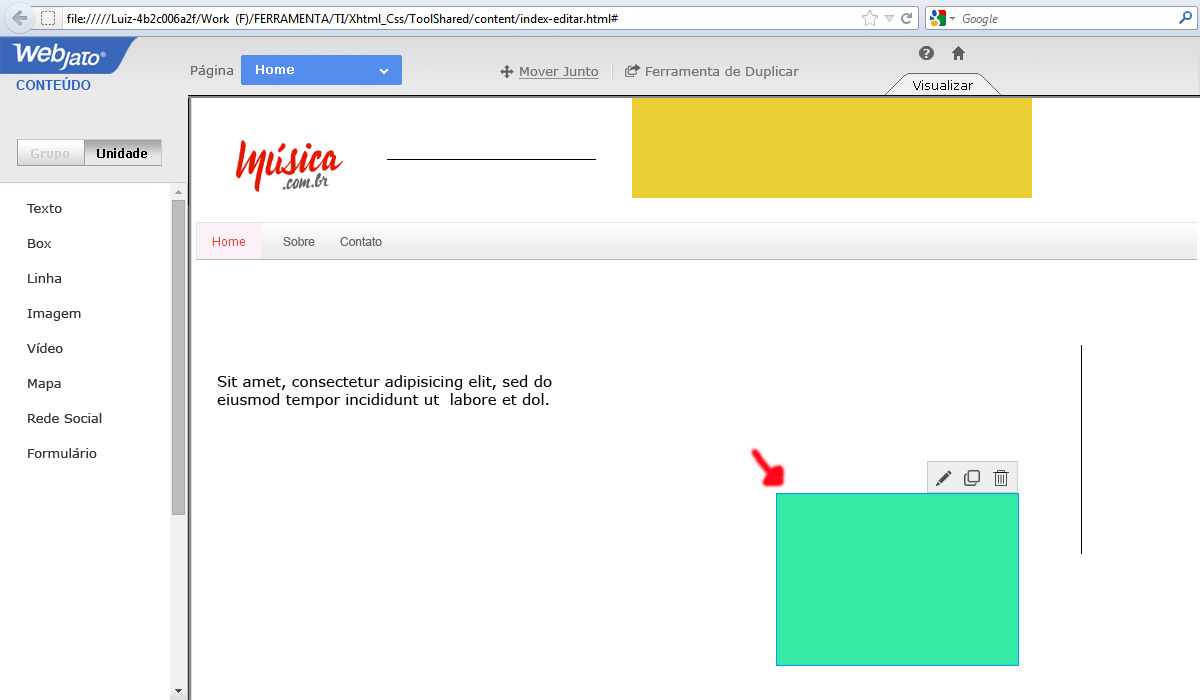 file://///Luiz-4b2c006a2f/Work (F)/FERRAMENTA/TI/Xhtml_Css/ToolShared/content/index-editar.html#
Google
Webjato®
CONTEÚDO
Página
Home
Mover Junto
Ferramenta de Duplicar
?
Visualizar
Grupo
Unidade
Texto
Box
Linha
Imagem
Vídeo
Mapa
Rede Social
Formulário
Música
.com.br
Home
Sobre
Contato
Sit amet, consectetur adipisicing elit, sed do
eiusmod tempor incididunt ut labore et dol.